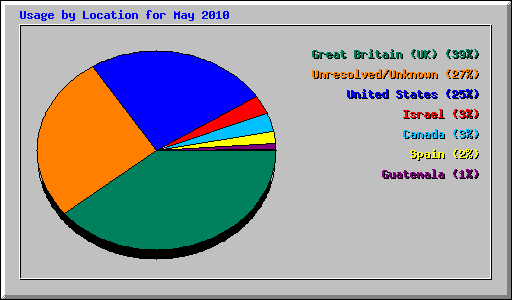 Usage by Location for May 2010
Great Britain (UK) (39%)
Unresolved/Unknown (27%)
United States (25%)
Israel (3%)
Canada (3%)
Spain (2%)
Guatemala (1%)